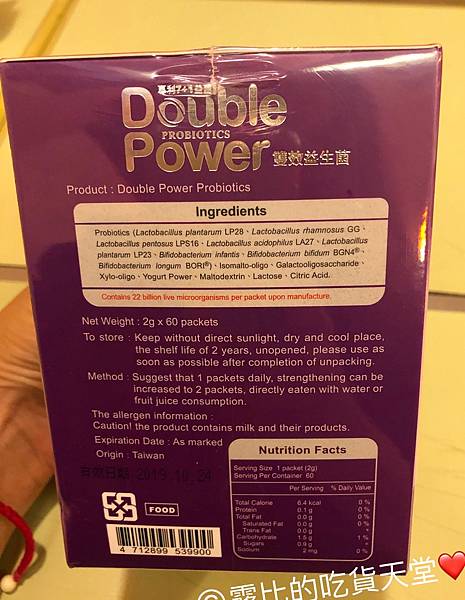 專利7+1益菌
Double
PROBIOTICS
Power 雙效益生菌
Product : Double Power Probiotics
Ingredients
Probiotics (Lactobacillus plantarum LP28、Lactobacillus rhamnosus GG、
Lactobacillus pentosus LPS16、Lactobacillus acidophilus LA27、Lactobacillus
plantarum LP23、Bifidobacterium infantis、Bifidobacterium bifidum BGN4®、
Bifidobacterium longum BORI®)、Isomalto-oligo、Galactooligosaccharide、
Xylo-oligo、Yogurt Power、Maltodextrin、Lactose、Citric Acid.
Contains 22 billion live microorganisms per packet upon manufacture.
Net Weight : 2g x 60 packets
To store : Keep without direct sunlight, dry and cool place,
the shelf life of 2 years, unopened, please use as
soon as possible after completion of unpacking.
Method : Suggest that 1 packets daily, strengthening can be
increased to 2 packets, directly eaten with water or
fruit juice consumption.
The allergen information :
Caution! the product contains milk and their products.
Expiration Date : As marked
Origin : Taiwan
有效日期 2019.10.24
FOOD
4 712899 539900
Nutrition Facts
Serving Size 1 packet (2g)
Serving Per Container 60
Per Serving % Daily Value
Total Calorie 6.4 kcal 0 %
Protein 0.1 g 0 %
Total Fat 0.0 g 0 %
Saturated Fat 0.0 g 0 %
Trans Fat 0.0 g *
Carbohydrate 1.5 g 1 %
Sugars 0.9 g *
Sodium 2 mg 0 %
@霧比的吃貨天堂